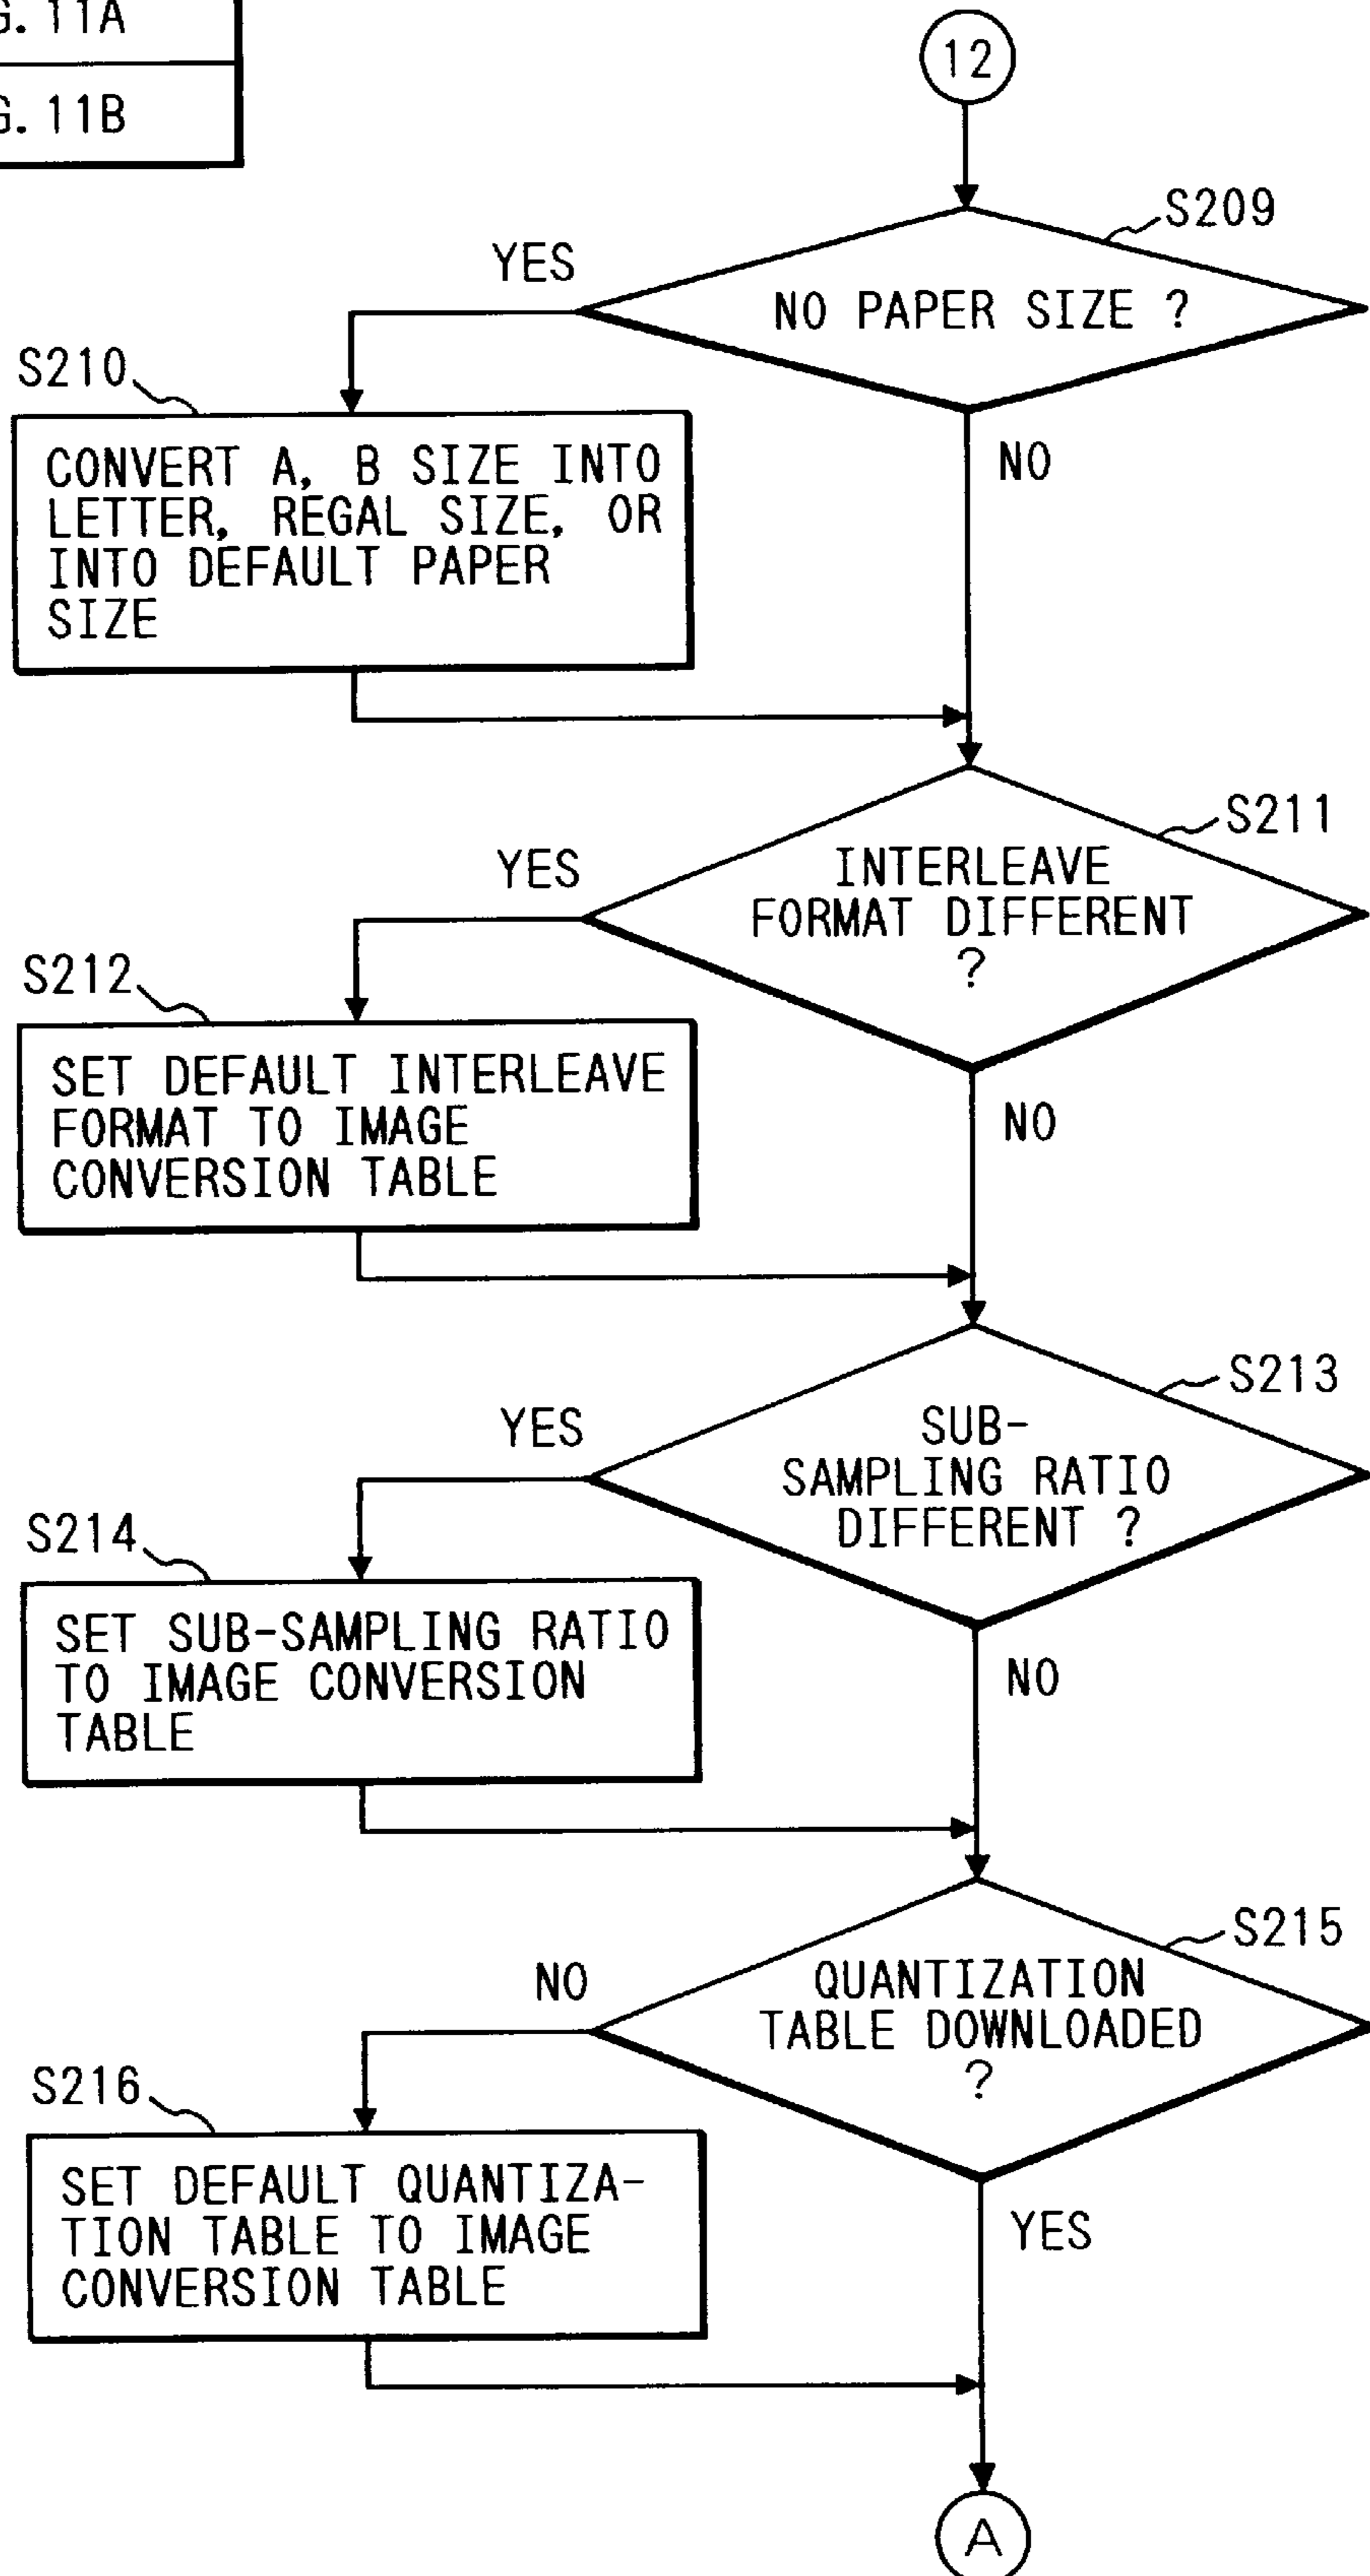 G. 11A
G. 11B
12
S209
YES
NO PAPER SIZE ?
S210
NO
CONVERT A, B SIZE INTO
LETTER, REGAL SIZE, OR
INTO DEFAULT PAPER
SIZE
S211
YES
INTERLEAVE
FORMAT DIFFERENT
?
S212
NO
SET DEFAULT INTERLEAVE
FORMAT TO IMAGE
CONVERSION TABLE
S213
YES
SUB-
SAMPLING RATIO
DIFFERENT ?
S214
NO
SET SUB-SAMPLING RATIO
TO IMAGE CONVERSION
TABLE
S215
NO
QUANTIZATION
TABLE DOWNLOADED
?
S216
YES
SET DEFAULT QUANTIZA-
TION TABLE TO IMAGE
CONVERSION TABLE
A